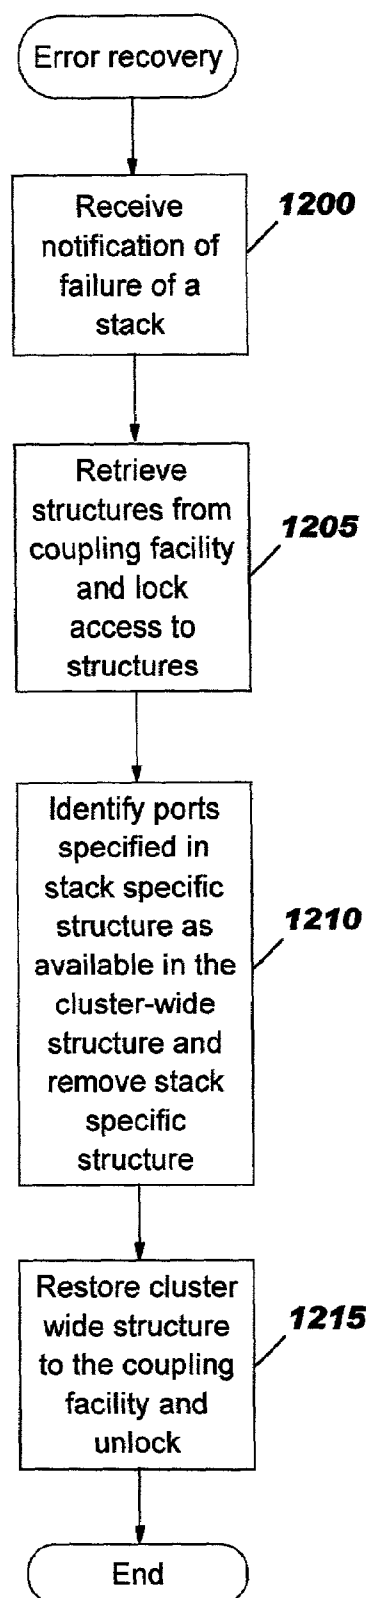 Error recovery
Receive
notification of
failure of a
stack
1200
Retrieve
structures from
coupling facility
and lock
access to
structures
1205
Identify ports
specified in
stack specific
structure as
available in the
cluster-wide
structure and
remove stack
specific
structure
1210
Restore cluster
wide structure
to the coupling
facility and
unlock
1215
End